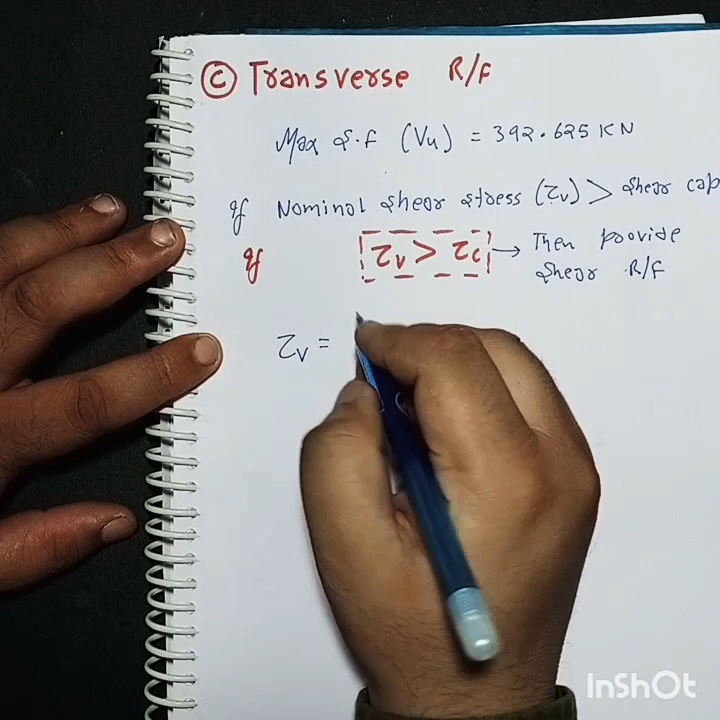 C Transverse R/F
Max S.F (Vu) = 392.625 KN
If Nominal shear stress (τv) > shear cap
If τv > τc → Then provide
shear R/F
τv =
InShOt